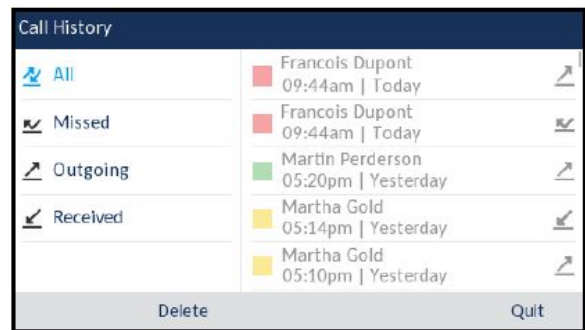 Call History
All
Missed
Outgoing
Received
Francois Dupont
09:44am | Today
Francois Dupont
09:44am | Today
Martin Perderson
05:20pm | Yesterday
Martha Gold
05:14pm | Yesterday
Martha Gold
05:10pm | Yesterday
Delete
Quit